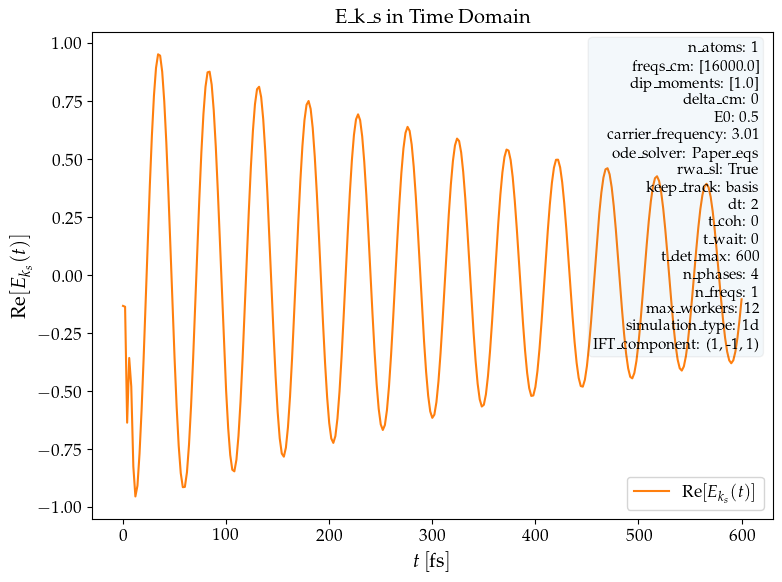 E_k_s in Time Domain
n_atoms: 1
freqs_cm: [16000.0]
dip_moments: [1.0]
delta_cm: 0
E0: 0.5
carrier_frequency: 3.01
ode_solver: Paper_eqs
rwa_sl: True
keep_track: basis
dt: 2
t_coh: 0
t_wait: 0
t_det_max: 600
n_phases: 4
n_freqs: 1
max_workers: 12
simulation_type: 1d
IFT_component: (1, -1, 1)
1.00
0.75
0.50
0.25
0.00
−0.25
−0.50
−0.75
−1.00
Re[E_{k_s}(t)]
Re[E_{k_s}(t)]
0 100 200 300 400 500 600
t [fs]